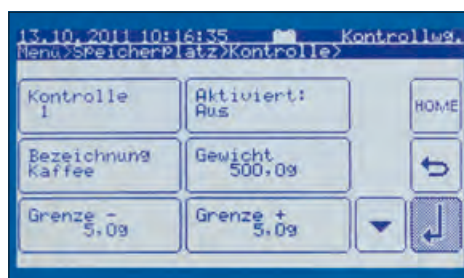 13.10.2011 10:16:35 Kontrollwg.
Menü>Speicherplatz>Kontrolle>
Kontrolle
1
Aktiviert:
Aus
HOME
Bezeichnung
Kaffee
Gewicht
500,0g
Grenze -
5,0g
Grenze +
5,0g